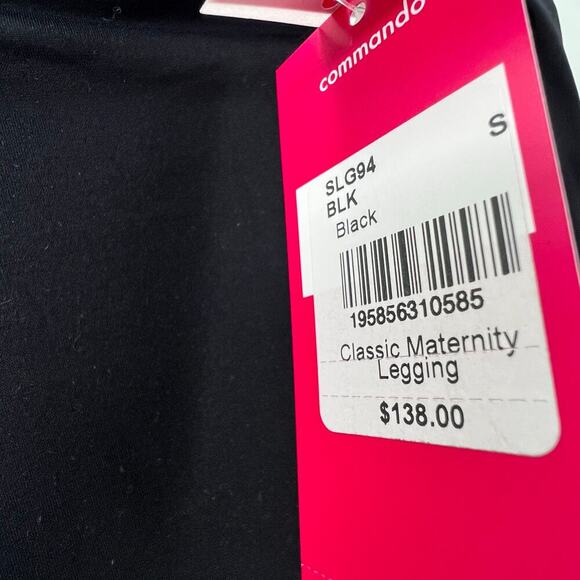 commando
S
SLG94
BLK
Black
195856310585
Classic Maternity
Legging
$138.00